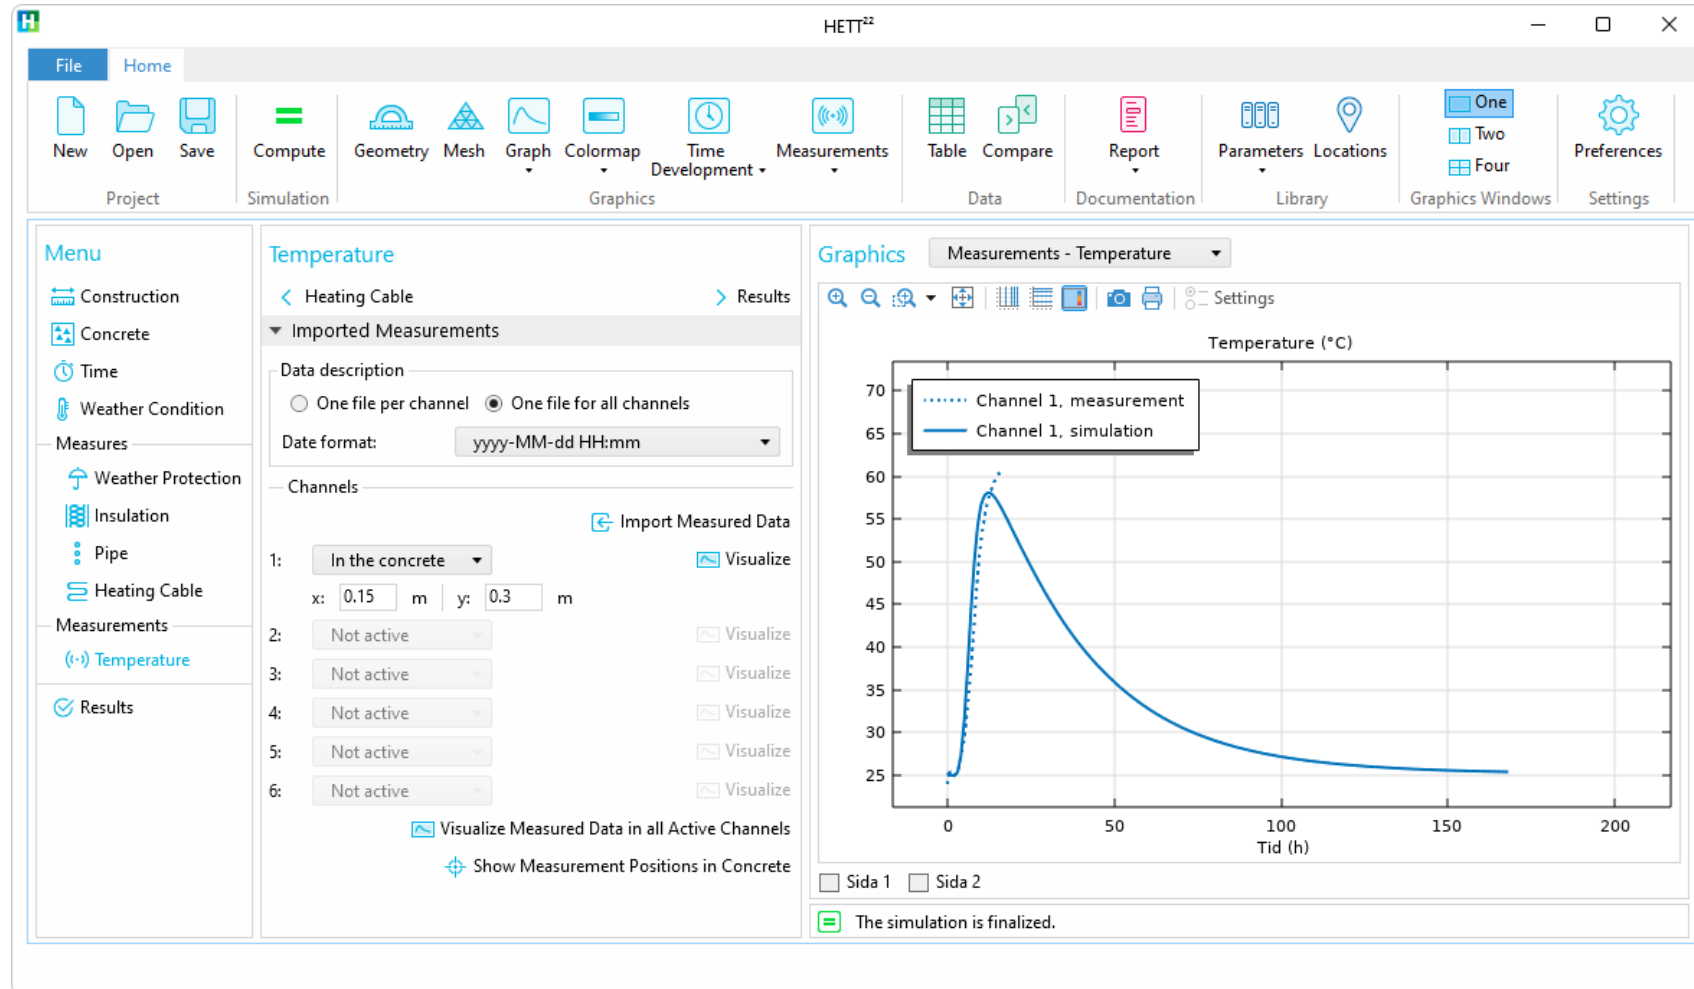 HETT²²
File Home
New Open Save Compute Geometry Mesh Graph Colormap Time Development Measurements Table Compare Report Parameters Locations One Two Four Preferences
Project Simulation Graphics Data Documentation Library Graphics Windows Settings
Menu
Construction
Concrete
Time
Weather Condition
Measures
Weather Protection
Insulation
Pipe
Heating Cable
Measurements
Temperature
Results
Temperature
Heating Cable Results
Imported Measurements
Data description
One file per channel One file for all channels
Date format: yyyy-MM-dd HH:mm
Channels
Import Measured Data
1: In the concrete Visualize
x: 0.15 m y: 0.3 m
2: Not active Visualize
3: Not active Visualize
4: Not active Visualize
5: Not active Visualize
6: Not active Visualize
Visualize Measured Data in all Active Channels
Show Measurement Positions in Concrete
Graphics Measurements - Temperature
Settings
Temperature (°C)
Channel 1, measurement
Channel 1, simulation
70
65
60
55
50
45
40
35
30
25
0 50 100 150 200
Tid (h)
Sida 1 Sida 2
The simulation is finalized.